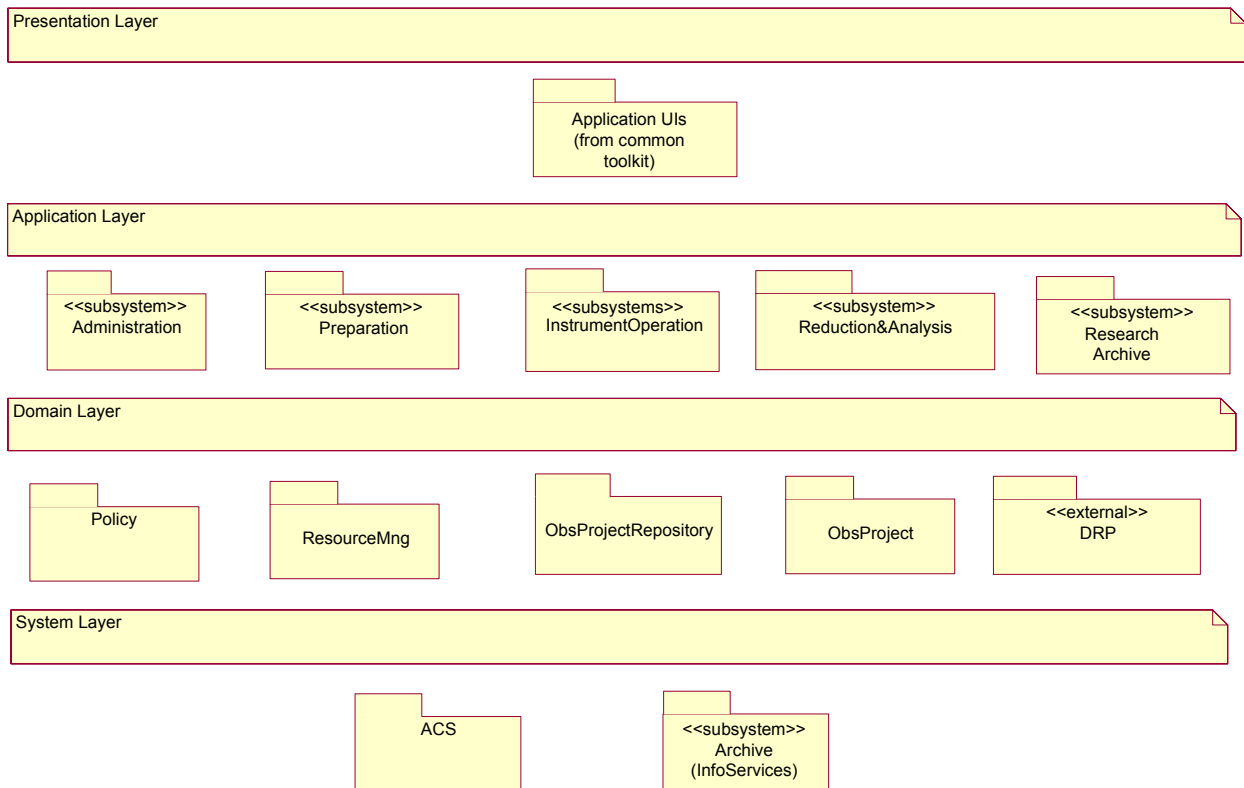 Presentation Layer
Application UIs
(from common
toolkit)
Application Layer
<<subsystem>>
Administration
<<subsystem>>
Preparation
<<subsystems>>
InstrumentOperation
<<subsystem>>
Reduction&Analysis
<<subsystem>>
Research
Archive
Domain Layer
Policy
ResourceMng
ObsProjectRepository
ObsProject
<<external>>
DRP
System Layer
ACS
<<subsystem>>
Archive
(InfoServices)